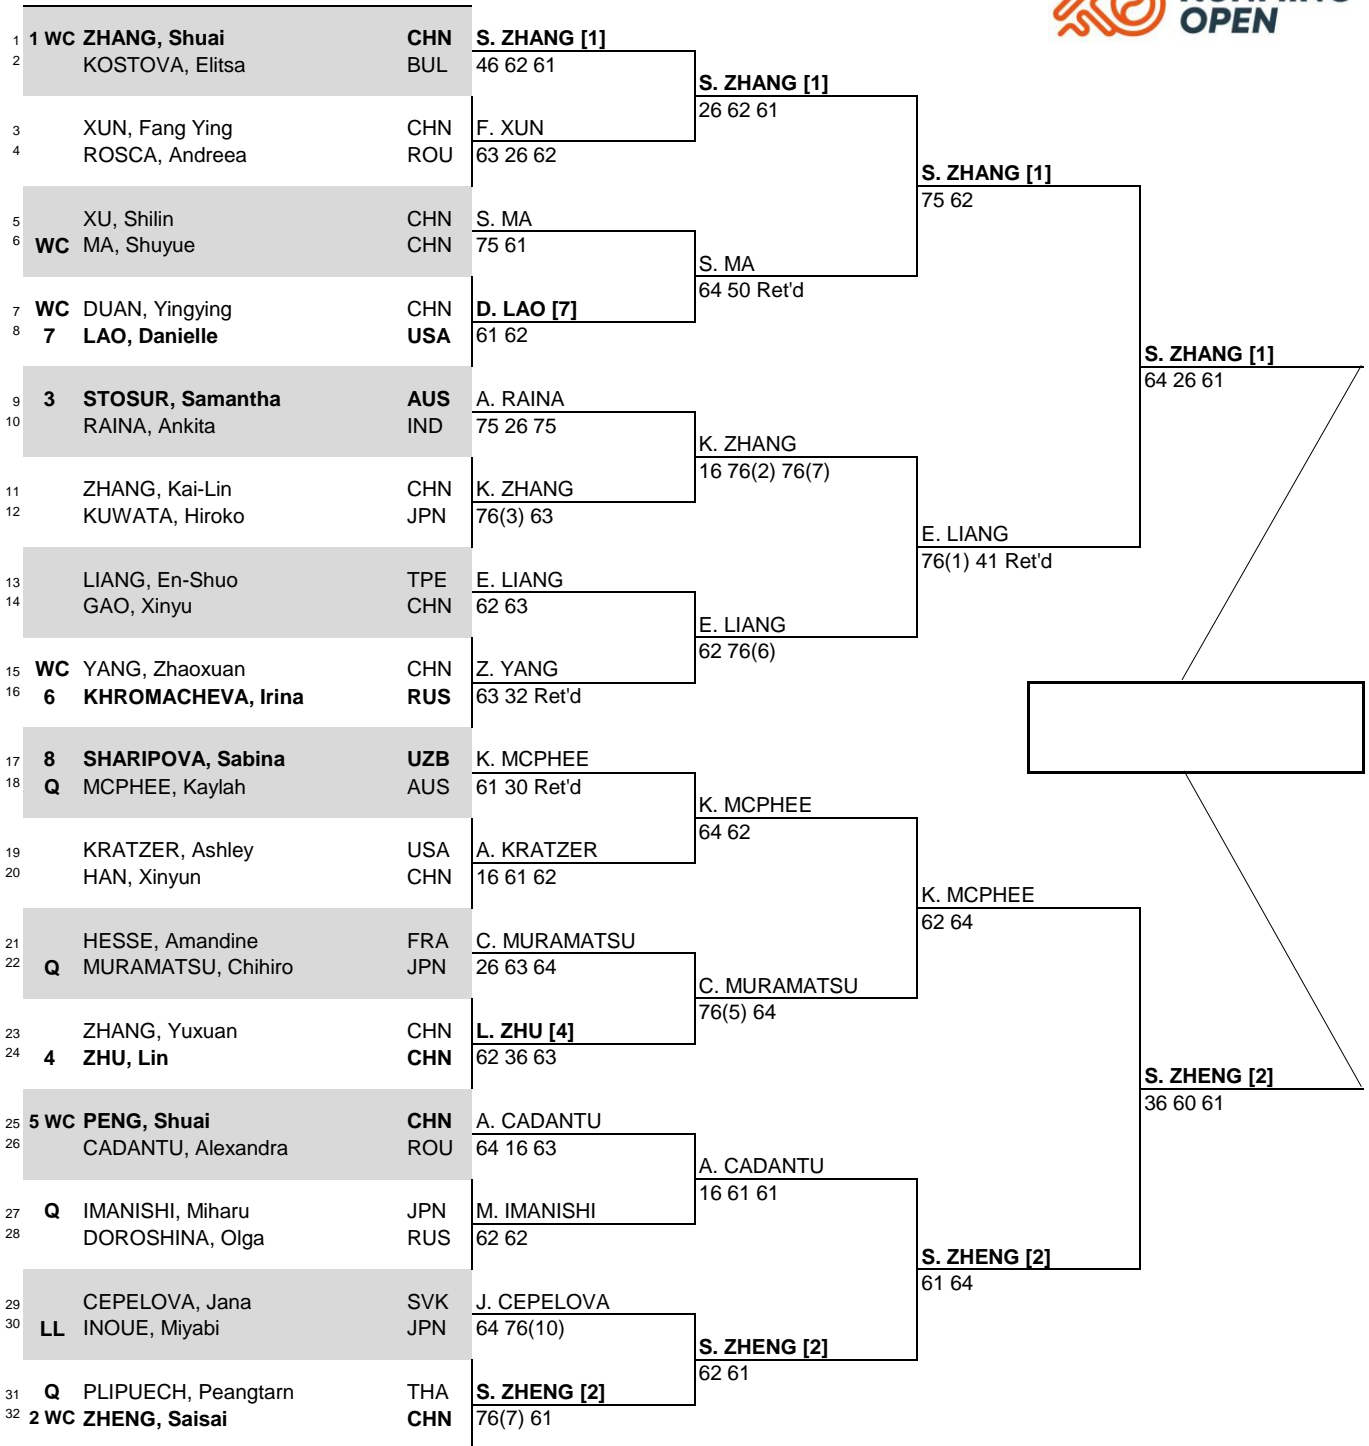 OPEN
1 1 WC ZHANG, Shuai CHN S. ZHANG [1]
2 KOSTOVA, Elitsa BUL 46 62 61
S. ZHANG [1]
26 62 61
3 XUN, Fang Ying CHN F. XUN
4 ROSCA, Andreea ROU 63 26 62
S. ZHANG [1]
75 62
5 XU, Shilin CHN S. MA
6 WC MA, Shuyue CHN 75 61
S. MA
64 50 Ret'd
7 WC DUAN, Yingying CHN D. LAO [7]
8 7 LAO, Danielle USA 61 62
S. ZHANG [1]
64 26 61
9 3 STOSUR, Samantha AUS A. RAINA
10 RAINA, Ankita IND 75 26 75
K. ZHANG
16 76(2) 76(7)
11 ZHANG, Kai-Lin CHN K. ZHANG
12 KUWATA, Hiroko JPN 76(3) 63
E. LIANG
76(1) 41 Ret'd
13 LIANG, En-Shuo TPE E. LIANG
14 GAO, Xinyu CHN 62 63
E. LIANG
62 76(6)
15 WC YANG, Zhaoxuan CHN Z. YANG
16 6 KHROMACHEVA, Irina RUS 63 32 Ret'd
17 8 SHARIPOVA, Sabina UZB K. MCPHEE
18 Q MCPHEE, Kaylah AUS 61 30 Ret'd
K. MCPHEE
64 62
19 KRATZER, Ashley USA A. KRATZER
20 HAN, Xinyun CHN 16 61 62
K. MCPHEE
62 64
21 HESSE, Amandine FRA C. MURAMATSU
22 Q MURAMATSU, Chihiro JPN 26 63 64
C. MURAMATSU
76(5) 64
23 ZHANG, Yuxuan CHN L. ZHU [4]
24 4 ZHU, Lin CHN 62 36 63
S. ZHENG [2]
36 60 61
25 5 WC PENG, Shuai CHN A. CADANTU
26 CADANTU, Alexandra ROU 64 16 63
A. CADANTU
16 61 61
27 Q IMANISHI, Miharu JPN M. IMANISHI
28 DOROSHINA, Olga RUS 62 62
S. ZHENG [2]
61 64
29 CEPELOVA, Jana SVK J. CEPELOVA
30 LL INOUE, Miyabi JPN 64 76(10)
S. ZHENG [2]
62 61
31 Q PLIPUECH, Peangtarn THA S. ZHENG [2]
32 2 WC ZHENG, Saisai CHN 76(7) 61